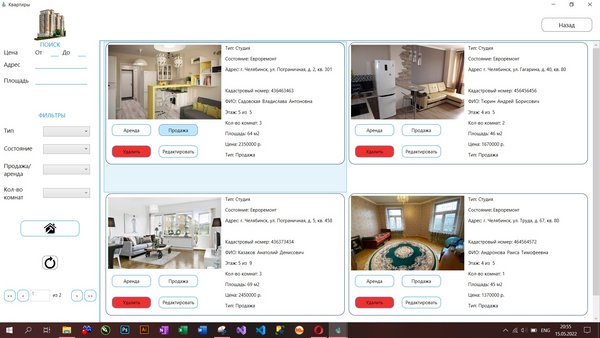 Квартиры
Назад
ПОИСК
Цена От До
Адрес
Площадь
ФИЛЬТРЫ
Тип
Состояние
Продажа/
аренда
Кол-во
комнат
1 из 2
Тип: Студия
Состояние: Евроремонт
Адрес: г. Челябинск, ул. Пограничная, д. 2, кв. 301
Кадастровый номер: 436463463
ФИО: Садовская Владислава Антоновна
Этаж: 5 из 5
Кол-во комнат: 3
Площадь: 64 м2
Цена: 2250000 р.
Тип: Продажа
Аренда
Продажа
Удалить
Редактировать
Тип: Студия
Состояние: Евроремонт
Адрес: г. Челябинск, ул. Гагарина, д. 40, кв. 80
Кадастровый номер: 456456456
ФИО: Тюрин Андрей Борисович
Этаж: 4 из 5
Кол-во комнат: 2
Площадь: 46 м2
Цена: 1670000 р.
Тип: Продажа
Аренда
Продажа
Удалить
Редактировать
Тип: Студия
Состояние: Евроремонт
Адрес: г. Челябинск, ул. Пограничная, д. 5, кв. 458
Кадастровый номер: 436373434
ФИО: Казаков Анатолий Денисович
Этаж: 5 из 9
Кол-во комнат: 3
Площадь: 69 м2
Цена: 2450000 р.
Тип: Продажа
Аренда
Продажа
Удалить
Редактировать
Тип: Студия
Состояние: Евроремонт
Адрес: г. Челябинск, ул. Труда, д. 67, кв. 80
Кадастровый номер: 464564572
ФИО: Андронова Раиса Тимофеевна
Этаж: 4 из 5
Кол-во комнат: 1
Площадь: 45 м2
Цена: 1370000 р.
Тип: Продажа
Аренда
Продажа
Удалить
Редактировать
ENG
20:55
15.05.2022